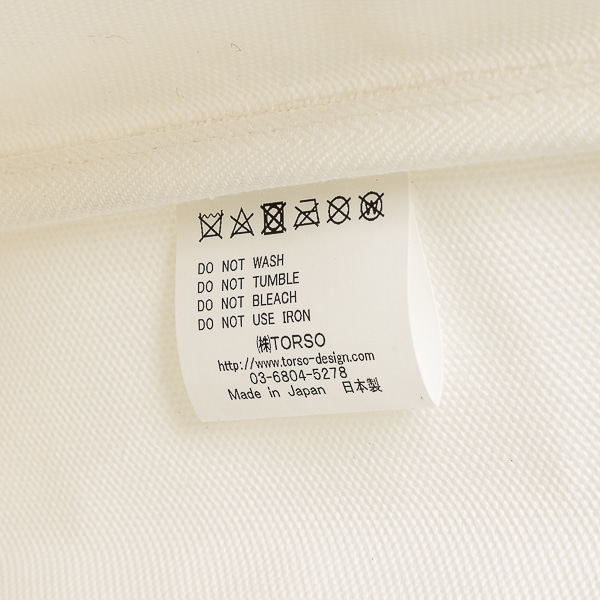 DO NOT WASH
DO NOT TUMBLE
DO NOT BLEACH
DO NOT USE IRON
㈱TORSO
http://www.torso-design.com
03-6804-5278
Made in Japan 日本製